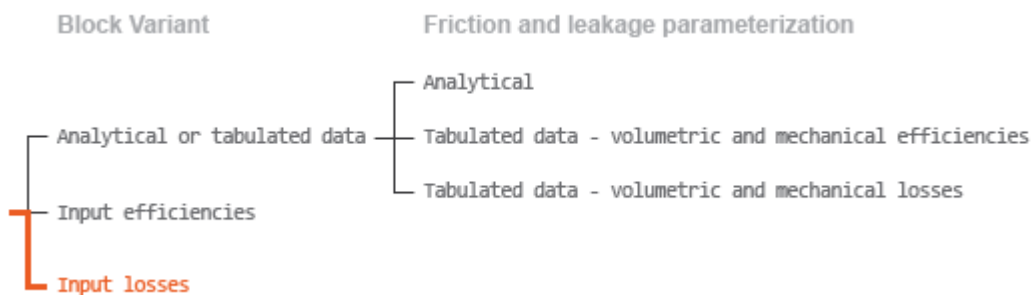 Block Variant
Friction and leakage parameterization
Analytical
Analytical or tabulated data
Tabulated data - volumetric and mechanical efficiencies
Tabulated data - volumetric and mechanical losses
Input efficiencies
Input losses